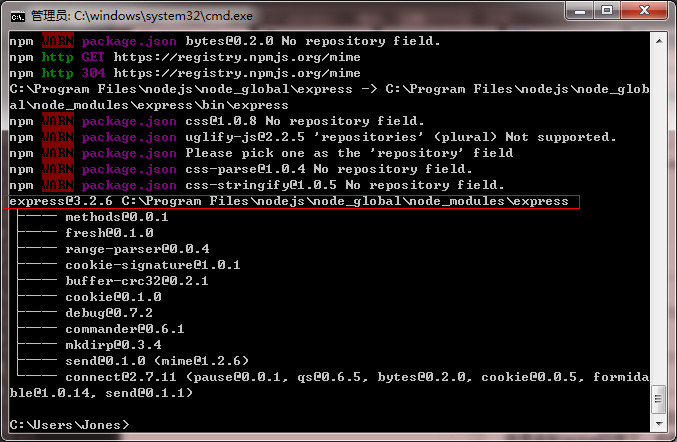 管理员: C:\windows\system32\cmd.exe
npm WARN package.json bytes@0.2.0 No repository field.
npm http GET https://registry.npmjs.org/mime
npm http 304 https://registry.npmjs.org/mime
C:\Program Files\nodejs\node_global\express -> C:\Program Files\nodejs\node_glob
al\node_modules\express\bin\express
npm WARN package.json css@1.0.8 No repository field.
npm WARN package.json uglify-js@2.2.5 'repositories' (plural) Not supported.
npm WARN package.json Please pick one as the 'repository' field
npm WARN package.json css-parse@1.0.4 No repository field.
npm WARN package.json css-stringify@1.0.5 No repository field.
express@3.2.6 C:\Program Files\nodejs\node_global\node_modules\express
methods@0.0.1
fresh@0.1.0
range-parser@0.0.4
cookie-signature@1.0.1
buffer-crc32@0.2.1
cookie@0.1.0
debug@0.7.2
commander@0.6.1
mkdirp@0.3.4
send@0.1.0 (mime@1.2.6)
connect@2.7.11 (pause@0.0.1, qs@0.6.5, bytes@0.2.0, cookie@0.0.5, formida
ble@1.0.14, send@0.1.1)
C:\Users\Jones>